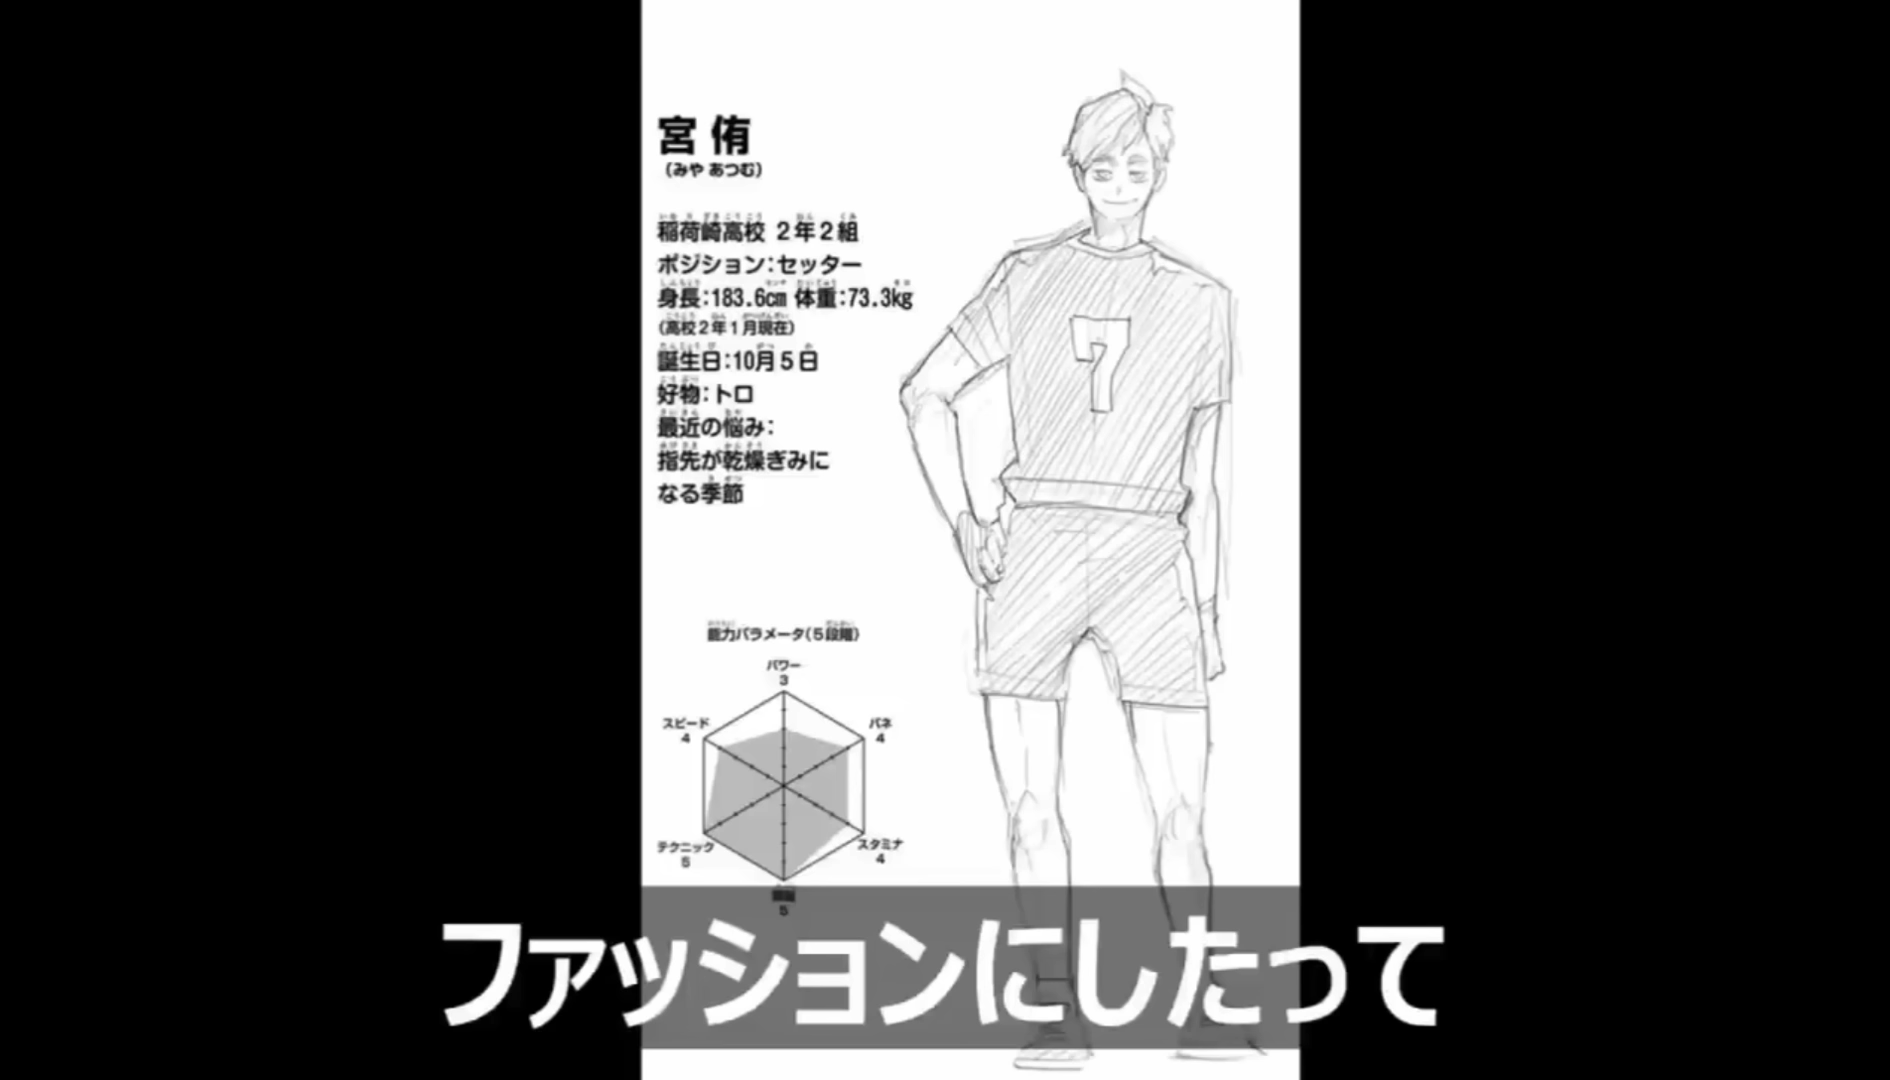 宮 侑
(みや あつむ)
稲荷崎高校 2年2組
ポジション:セッター
身長:183.6cm 体重:73.3kg
(高校2年1月現在)
誕生日:10月5日
好物:トロ
最近の悩み:
指先が乾燥ぎみに
なる季節
能力パラメータ(5段階)
パワー
3
スピード
4
バネ
4
テクニック
5
スタミナ
4
5
7
ファッションにしたって